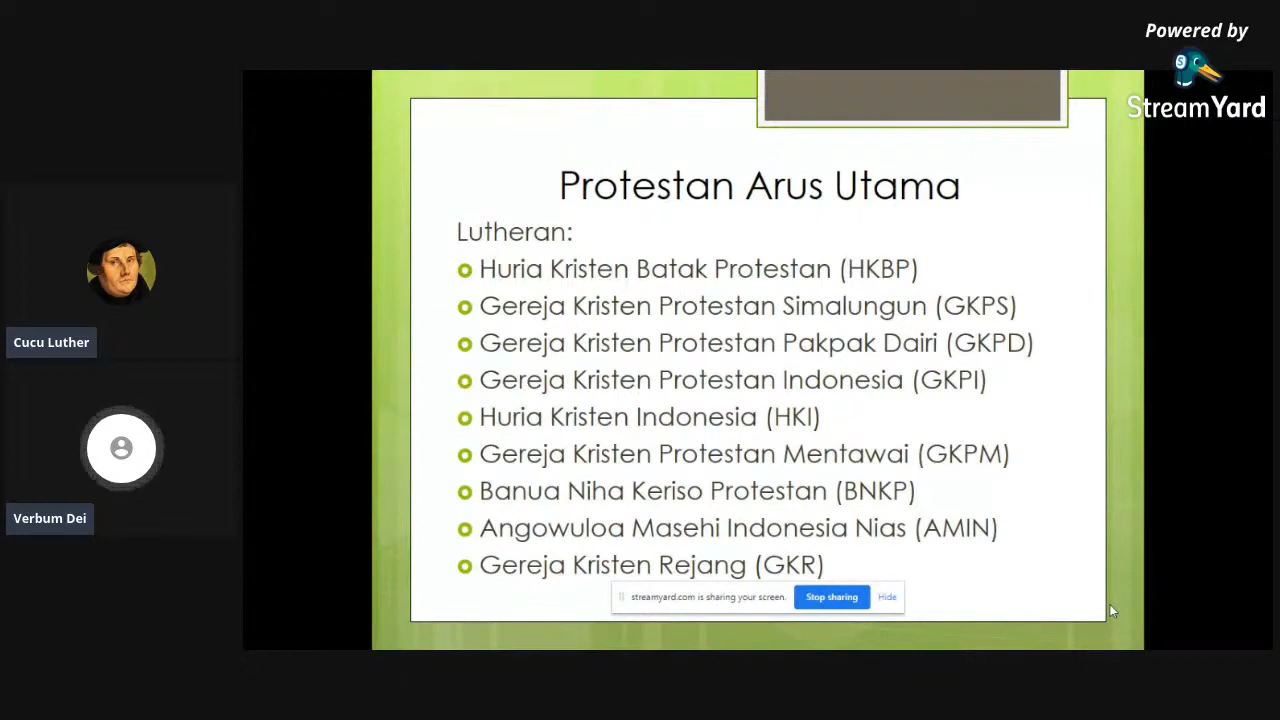 Powered by
StreamYard
Protestan Arus Utama
Lutheran:
Huria Kristen Batak Protestan (HKBP)
Gereja Kristen Protestan Simalungun (GKPS)
Gereja Kristen Protestan Pakpak Dairi (GKPD)
Gereja Kristen Protestan Indonesia (GKPI)
Huria Kristen Indonesia (HKI)
Gereja Kristen Protestan Mentawai (GKPM)
Banua Niha Keriso Protestan (BNKP)
Angowuloa Masehi Indonesia Nias (AMIN)
Gereja Kristen Rejang (GKR)
streamyard.com is sharing your screen. Stop sharing Hide
Cucu Luther
Verbum Dei